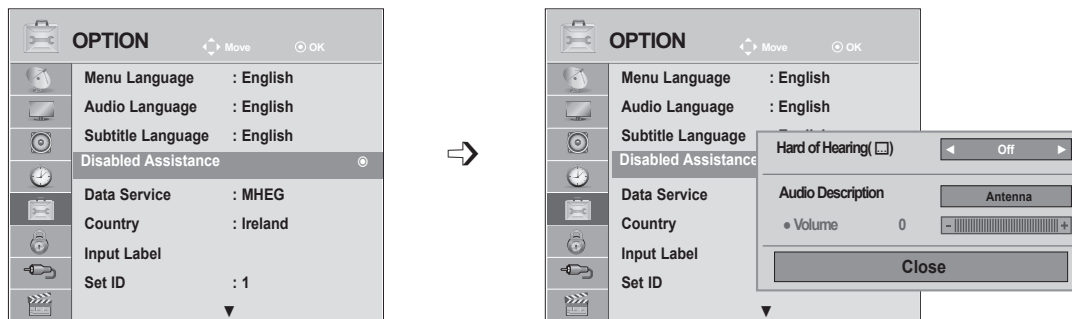 OPTION
Move
OK
Menu Language : English
Audio Language : English
Subtitle Language : English
Disabled Assistance
Data Service : MHEG
Country : Ireland
Input Label
Set ID : 1
OPTION
Move
OK
Menu Language : English
Audio Language : English
Subtitle Language
Disabled Assistance
Data Service
Country
Input Label
Set ID
Hard of Hearing( ) ◄ Off ►
Audio Description Antenna
• Volume 0 - +
Close